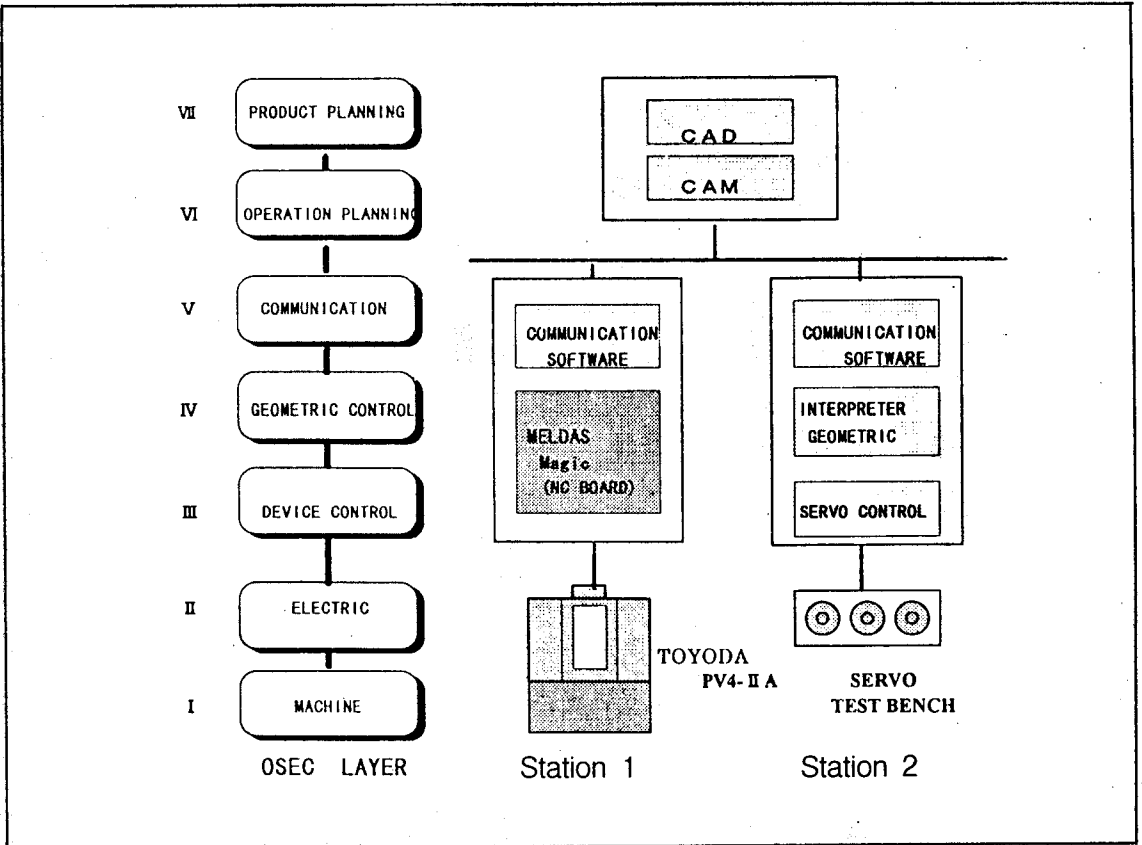 Ⅶ PRODUCT PLANNING
Ⅵ OPERATION PLANNING
Ⅴ COMMUNICATION
Ⅳ GEOMETRIC CONTROL
Ⅲ DEVICE CONTROL
Ⅱ ELECTRIC
Ⅰ MACHINE
OSEC LAYER
CAD
CAM
COMMUNICATION
SOFTWARE
MELDAS
Magic
(NC BOARD)
TOYODA
PV4-ⅡA
Station 1
COMMUNICATION
SOFTWARE
INTERPRETER
GEOMETRIC
SERVO CONTROL
SERVO
TEST BENCH
Station 2